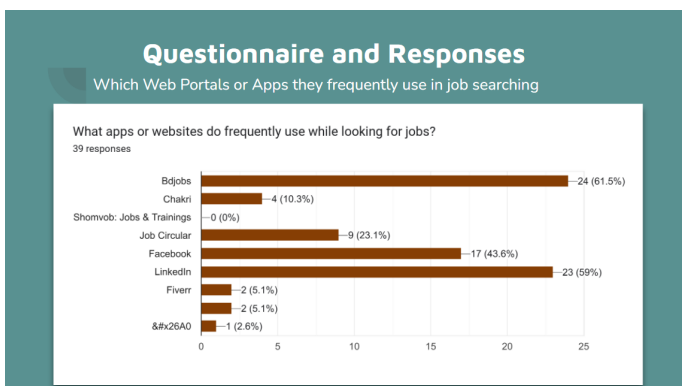 Questionnaire and Responses
Which Web Portals or Apps they frequently use in job searching
What apps or websites do frequently use while looking for jobs?
39 responses
Bdjobs 24 (61.5%)
Chakri 4 (10.3%)
Shomvob: Jobs & Trainings 0 (0%)
Job Circular 9 (23.1%)
Facebook 17 (43.6%)
LinkedIn 23 (59%)
Fiverr 2 (5.1%)
2 (5.1%)
&#x26A0 1 (2.6%)
0 5 10 15 20 25